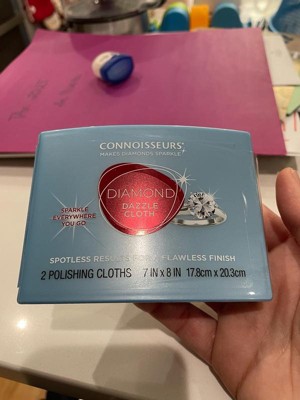 CONNOISSEURS
MAKES DIAMONDS SPARKLE
DIAMOND
DAZZLE
CLOTH
SPARKLE
EVERYWHERE
YOU GO
SPOTLESS RESULTS FOR A FLAWLESS FINISH
2 POLISHING CLOTHS 7 IN x 8 IN 17.8cm x 20.3cm